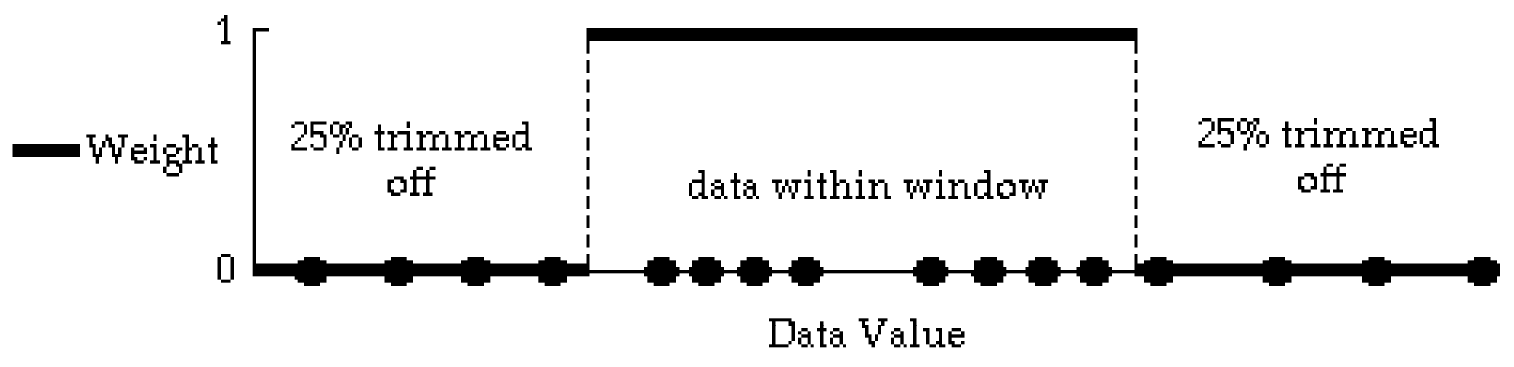 1
25% trimmed
off
25% trimmed
off
Weight
data within window
0
Data Value